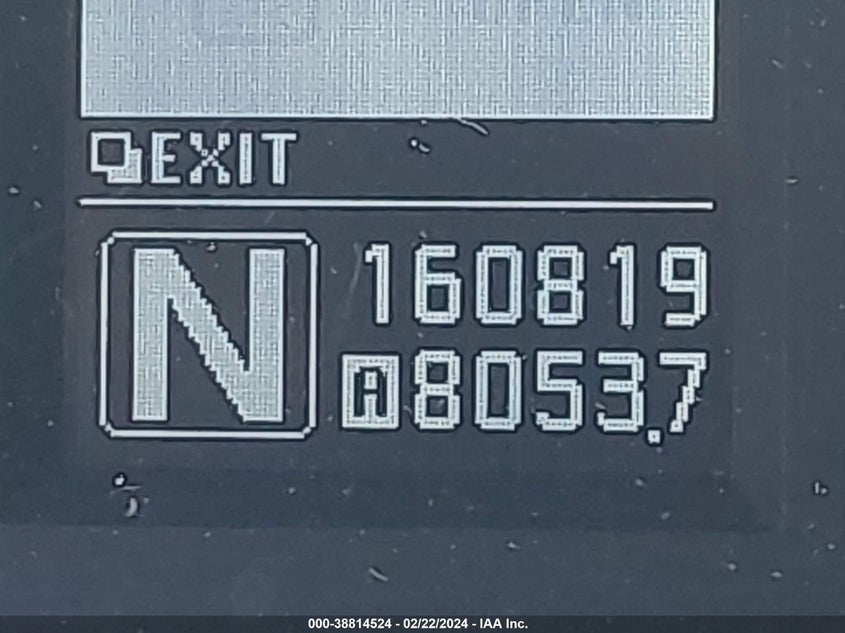 EXIT
N
160819
A 8053.7
000-38814524 - 02/22/2024 - IAA Inc.